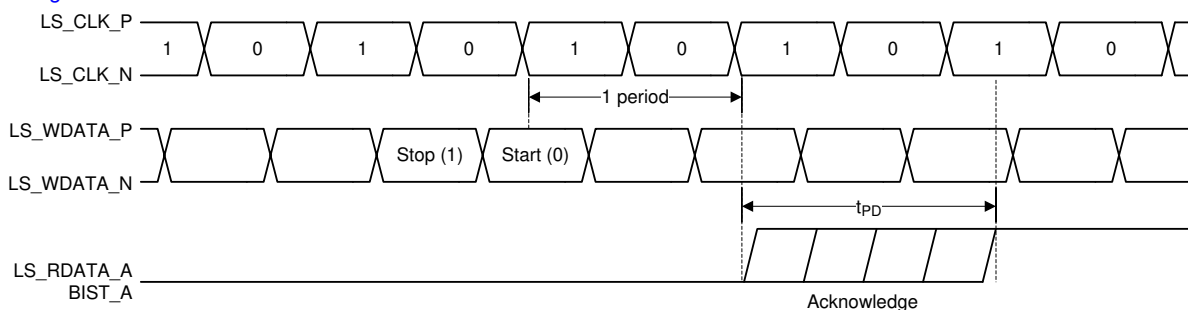 LS_CLK_P
1 0 1 0 1 0 1 0 1 0
LS_CLK_N
1 period
LS_WDATA_P
Stop (1) Start (0)
LS_WDATA_N
tPD
LS_RDATA_A
BIST_A
Acknowledge